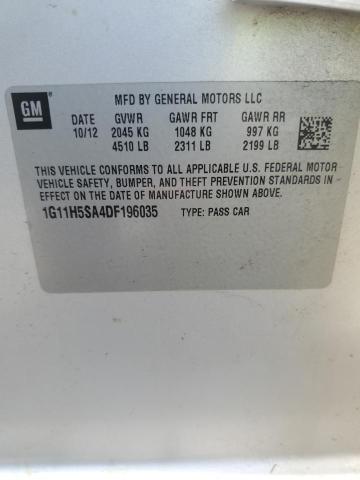 GM
MFD BY GENERAL MOTORS LLC
DATE GVWR GAWR FRT GAWR RR
10/12 2045 KG 1048 KG 997 KG
4510 LB 2311 LB 2199 LB
THIS VEHICLE CONFORMS TO ALL APPLICABLE U.S. FEDERAL MOTOR
VEHICLE SAFETY, BUMPER, AND THEFT PREVENTION STANDARDS IN
EFFECT ON THE DATE OF MANUFACTURE SHOWN ABOVE.
1G11H5SA4DF196035 TYPE: PASS CAR